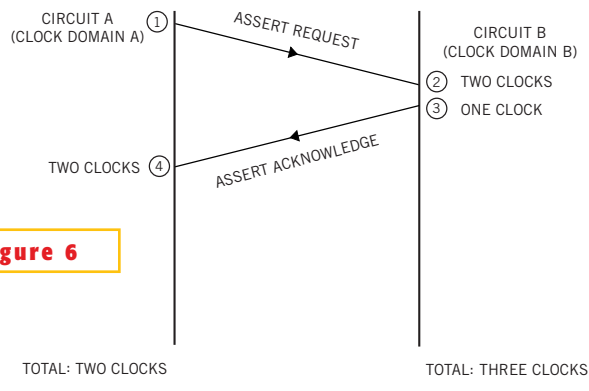 CIRCUIT A
(CLOCK DOMAIN A)
1
ASSERT REQUEST
CIRCUIT B
(CLOCK DOMAIN B)
2 TWO CLOCKS
3 ONE CLOCK
TWO CLOCKS 4
ASSERT ACKNOWLEDGE
gure 6
TOTAL: TWO CLOCKS
TOTAL: THREE CLOCKS